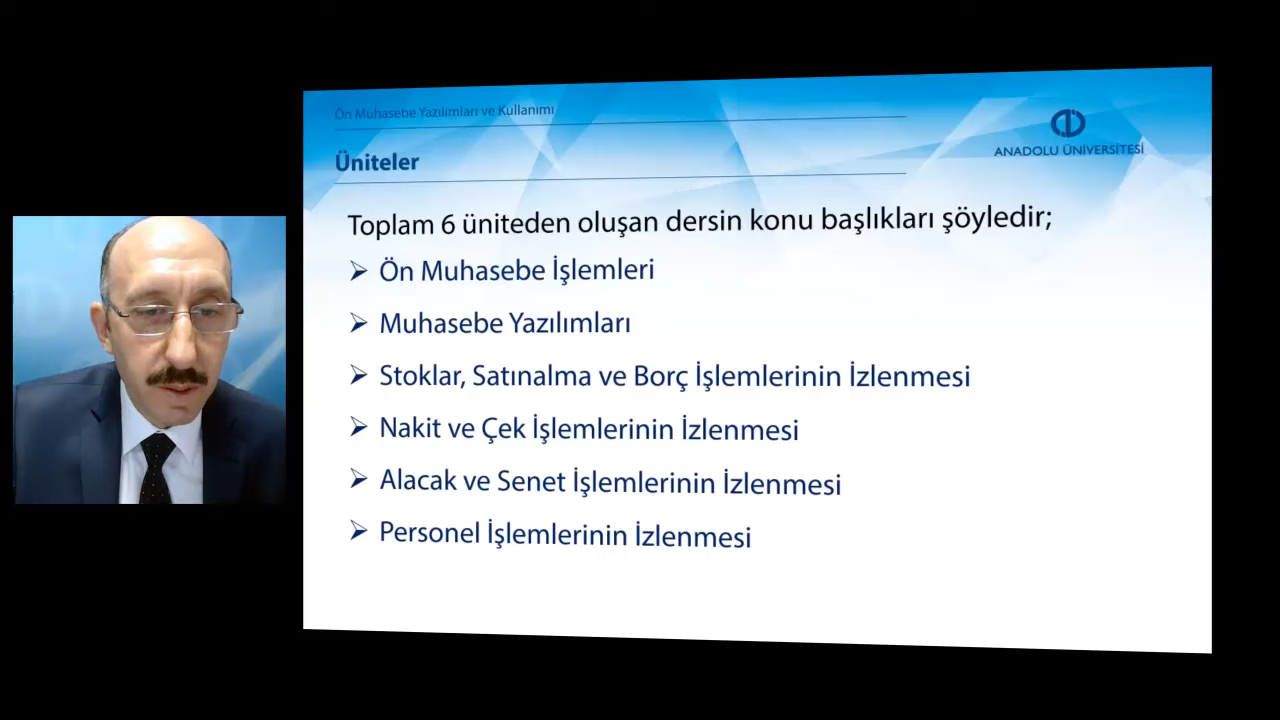 Ön Muhasebe Yazılımları ve Kullanımı
ANADOLU ÜNİVERSİTESİ
Üniteler
Toplam 6 üniteden oluşan dersin konu başlıkları şöyledir;
Ön Muhasebe İşlemleri
Muhasebe Yazılımları
Stoklar, Satınalma ve Borç İşlemlerinin İzlenmesi
Nakit ve Çek İşlemlerinin İzlenmesi
Alacak ve Senet İşlemlerinin İzlenmesi
Personel İşlemlerinin İzlenmesi